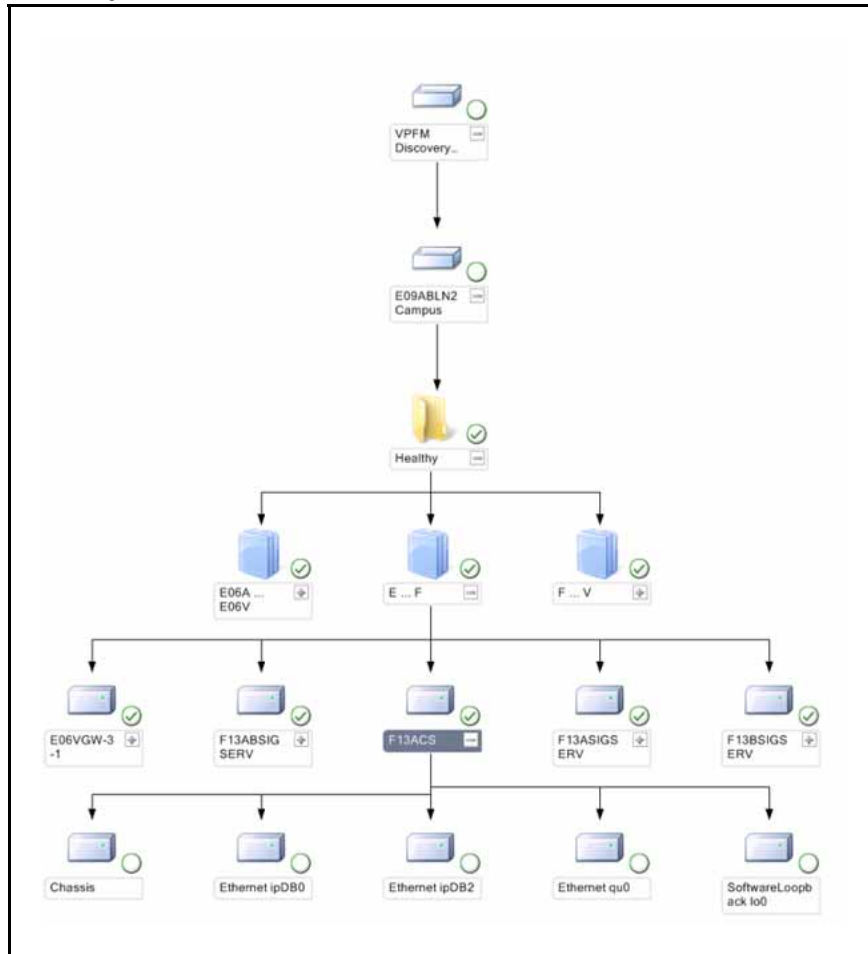 VPFM
Discovery...
E09ABLN2
Campus
Healthy
E06A ...
E06V
E ... F
F ... V
E06VGW-3
-1
F13ABSIG
SERV
F13ACS
F13ASIGS
ERV
F13BSIGS
ERV
Chassis
Ethernet ipDB0
Ethernet ipDB2
Ethernet qu0
SoftwareLoopb
ack lo0